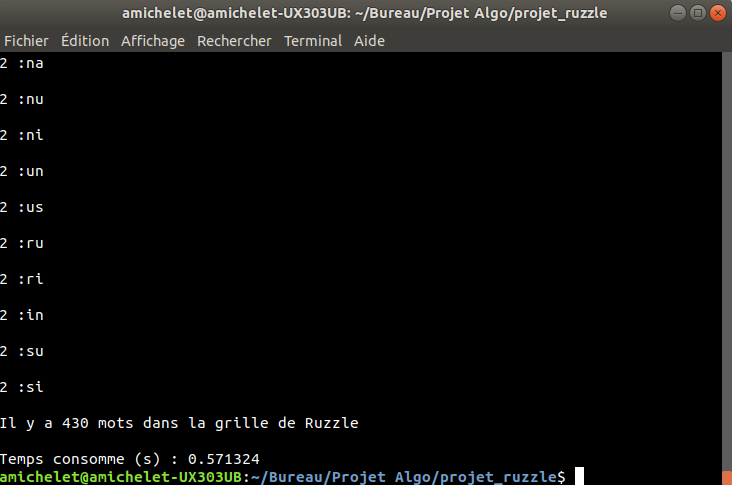 amichelet@amichelet-UX303UB: ~/Bureau/Projet Algo/projet_ruzzle
Fichier Édition Affichage Rechercher Terminal Aide
2 :na
2 :nu
2 :ni
2 :un
2 :us
2 :ru
2 :ri
2 :in
2 :su
2 :si
Il y a 430 mots dans la grille de Ruzzle
Temps consomme (s) : 0.571324
amichelet@amichelet-UX303UB:~/Bureau/Projet Algo/projet_ruzzle$